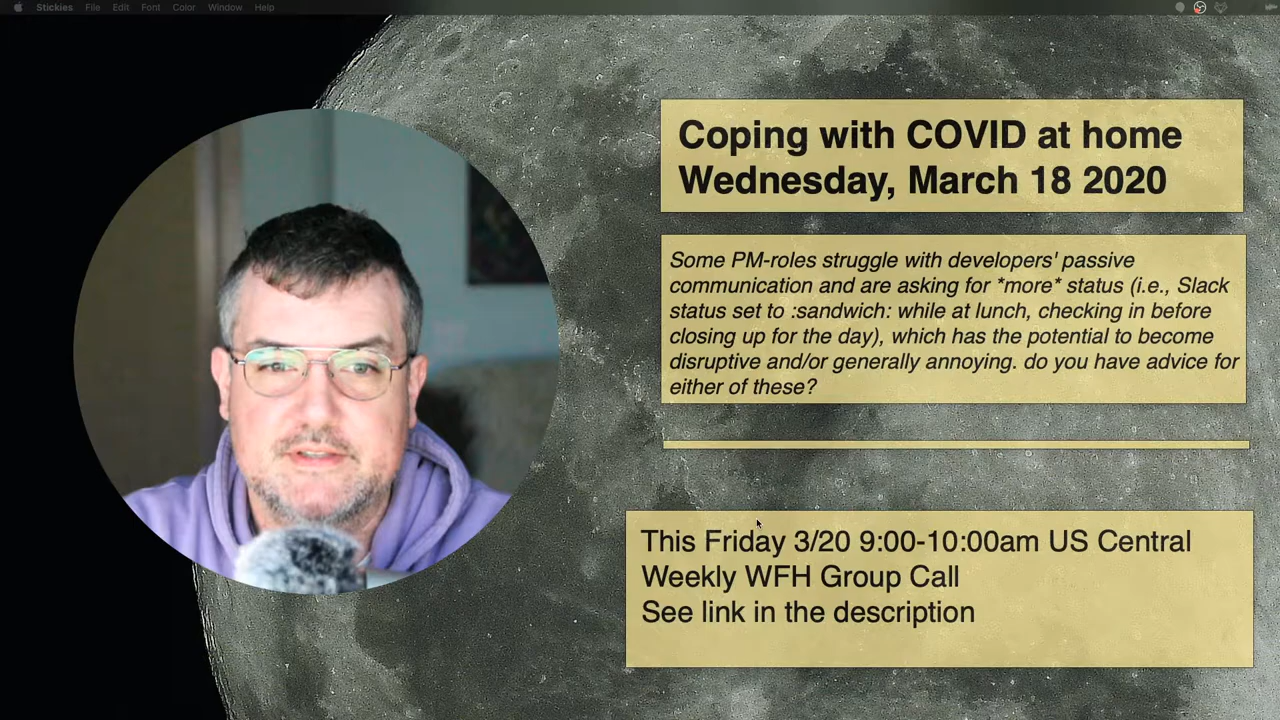 Stickies File Edit Font Color Window Help
Coping with COVID at home
Wednesday, March 18 2020
Some PM-roles struggle with developers' passive
communication and are asking for *more* status (i.e., Slack
status set to :sandwich: while at lunch, checking in before
closing up for the day), which has the potential to become
disruptive and/or generally annoying. do you have advice for
either of these?
This Friday 3/20 9:00-10:00am US Central
Weekly WFH Group Call
See link in the description